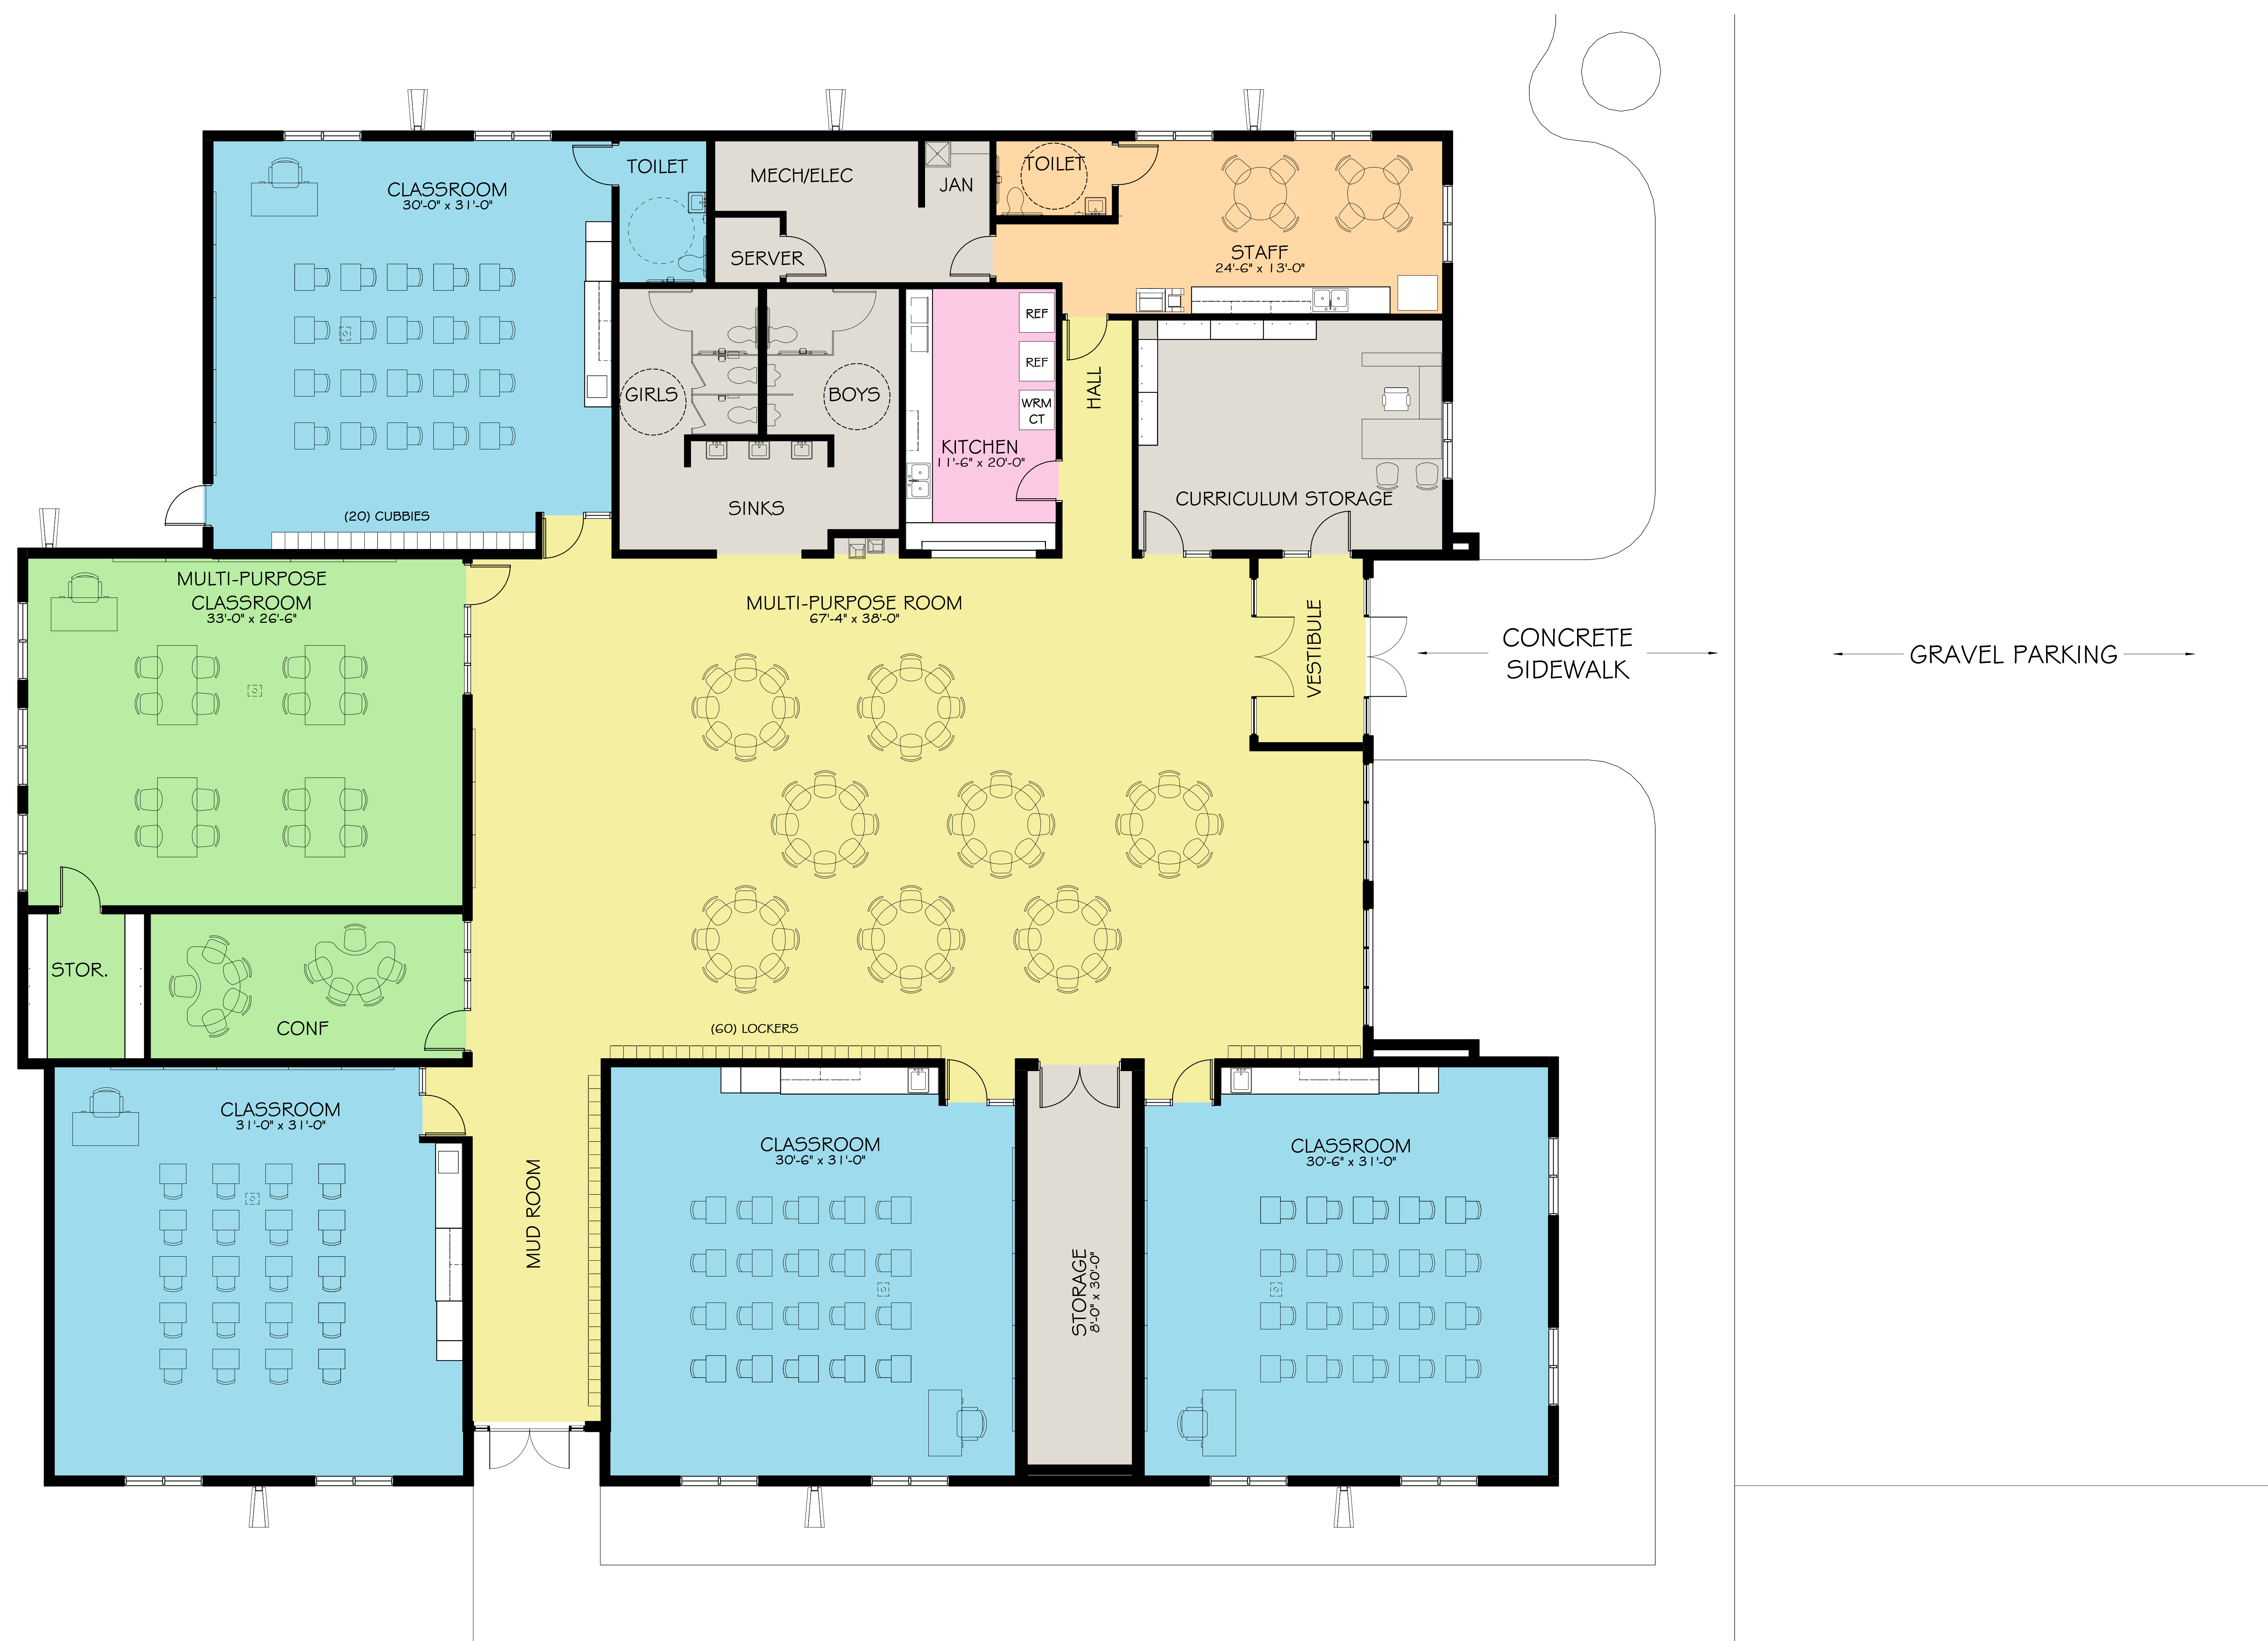 TOILET
MECH/ELEC
JAN
TOILET
CLASSROOM
30'-0" x 31'-0"
SERVER
STAFF
24'-6" x 13'-0"
REF
REF
WRM
CT
GIRLS
BOYS
HALL
KITCHEN
11'-6" x 20'-0"
SINKS
CURRICULUM STORAGE
(20) CUBBIES
MULTI-PURPOSE
CLASSROOM
33'-0" x 26'-6"
MULTI-PURPOSE ROOM
67'-4" x 38'-0"
VESTIBULE
CONCRETE
SIDEWALK
GRAVEL PARKING
STOR.
CONF
(60) LOCKERS
CLASSROOM
31'-0" x 31'-0"
MUD ROOM
CLASSROOM
30'-6" x 31'-0"
STORAGE
8'-0" x 30'-0"
CLASSROOM
30'-6" x 31'-0"